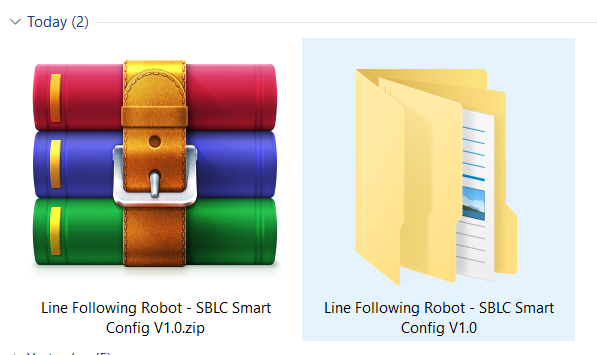 Today (2)
Line Following Robot - SBLC Smart
Config V1.0.zip
Line Following Robot - SBLC Smart
Config V1.0